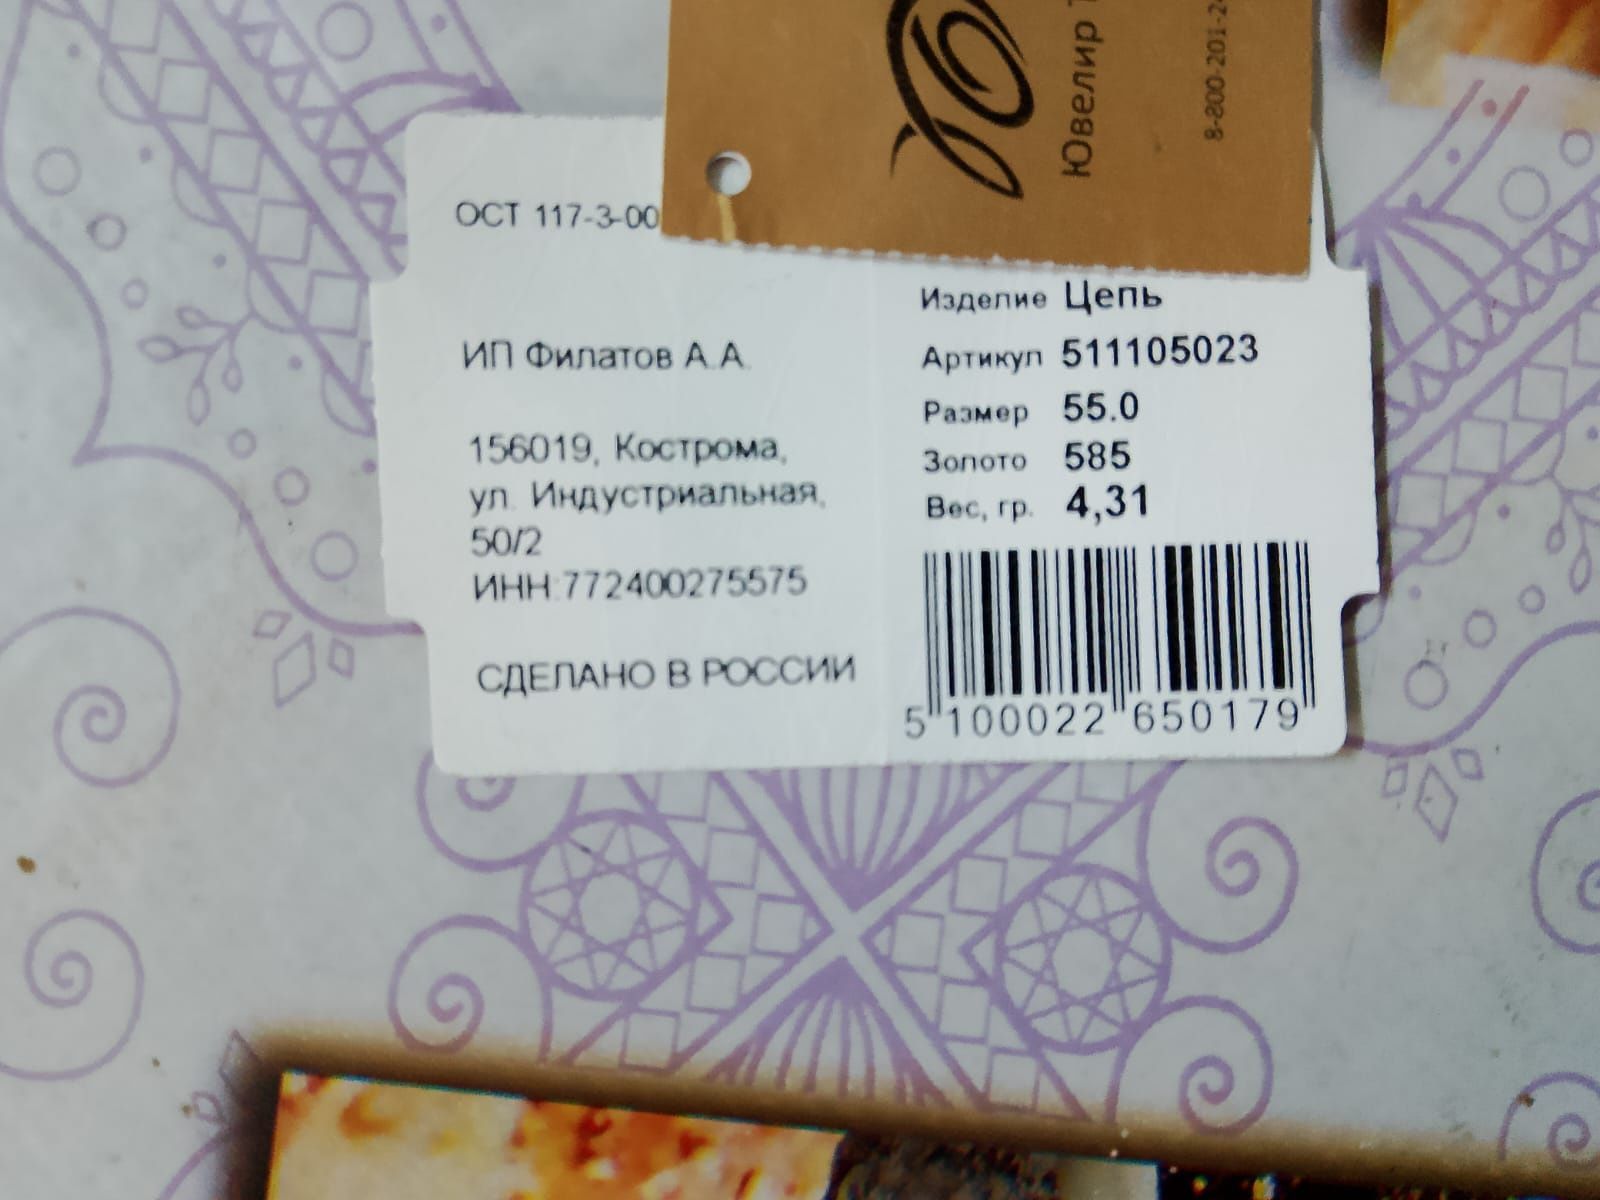 Ювелир
8-800-201-2
ОСТ 117-3-00
ИП Филатов А.А.
156019, Кострома,
ул. Индустриальная,
50/2
ИНН:772400275575
СДЕЛАНО В РОССИИ
Изделие Цепь
Артикул 511105023
Размер 55.0
Золото 585
Вес, гр. 4,31
5 100022 650179